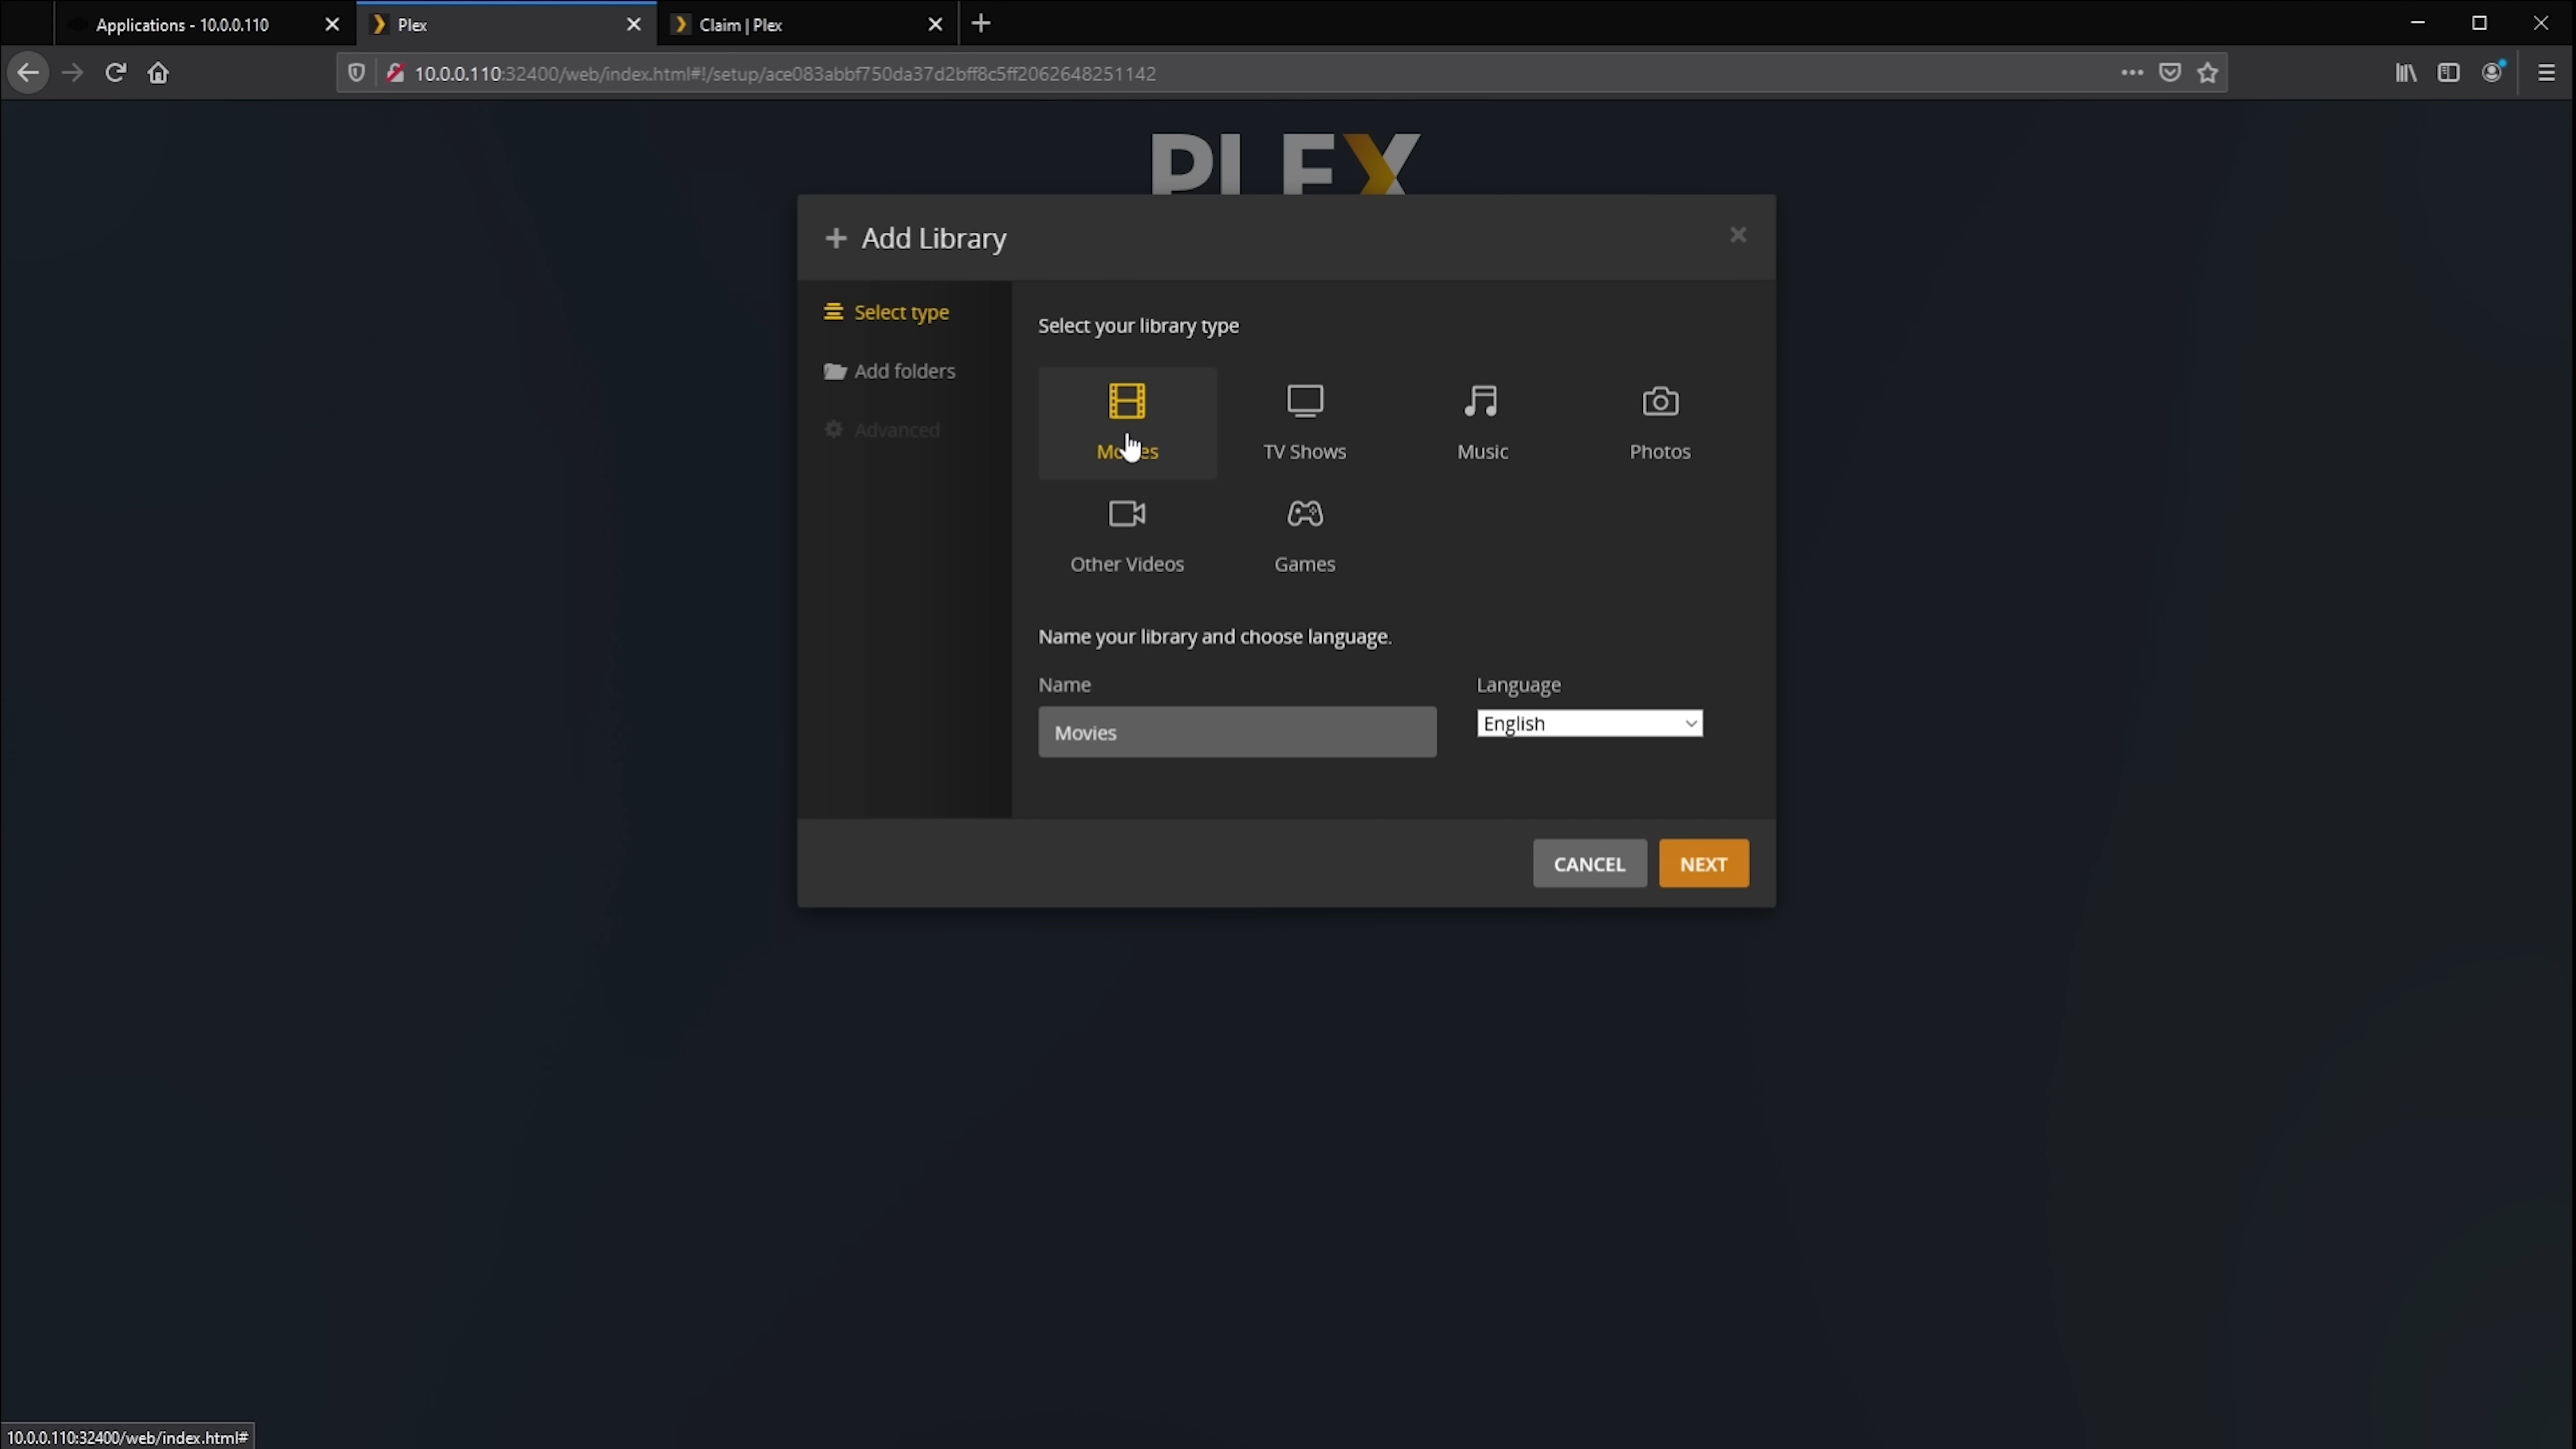 Applications - 10.0.0.110
Plex
Claim | Plex
10.0.0.110:32400/web/index.html#!/setup/ace083abbf750da37d2bff8c5ff2062648251142
PLEX
Add Library
Select type
Add folders
Advanced
Select your library type
Movies
TV Shows
Music
Photos
Other Videos
Games
Name your library and choose language.
Name
Language
Movies
English
CANCEL
NEXT
10.0.0.110:32400/web/index.html#